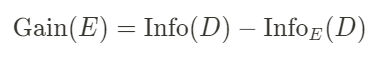 Gain(E) = Info(D) − Info_E(D)